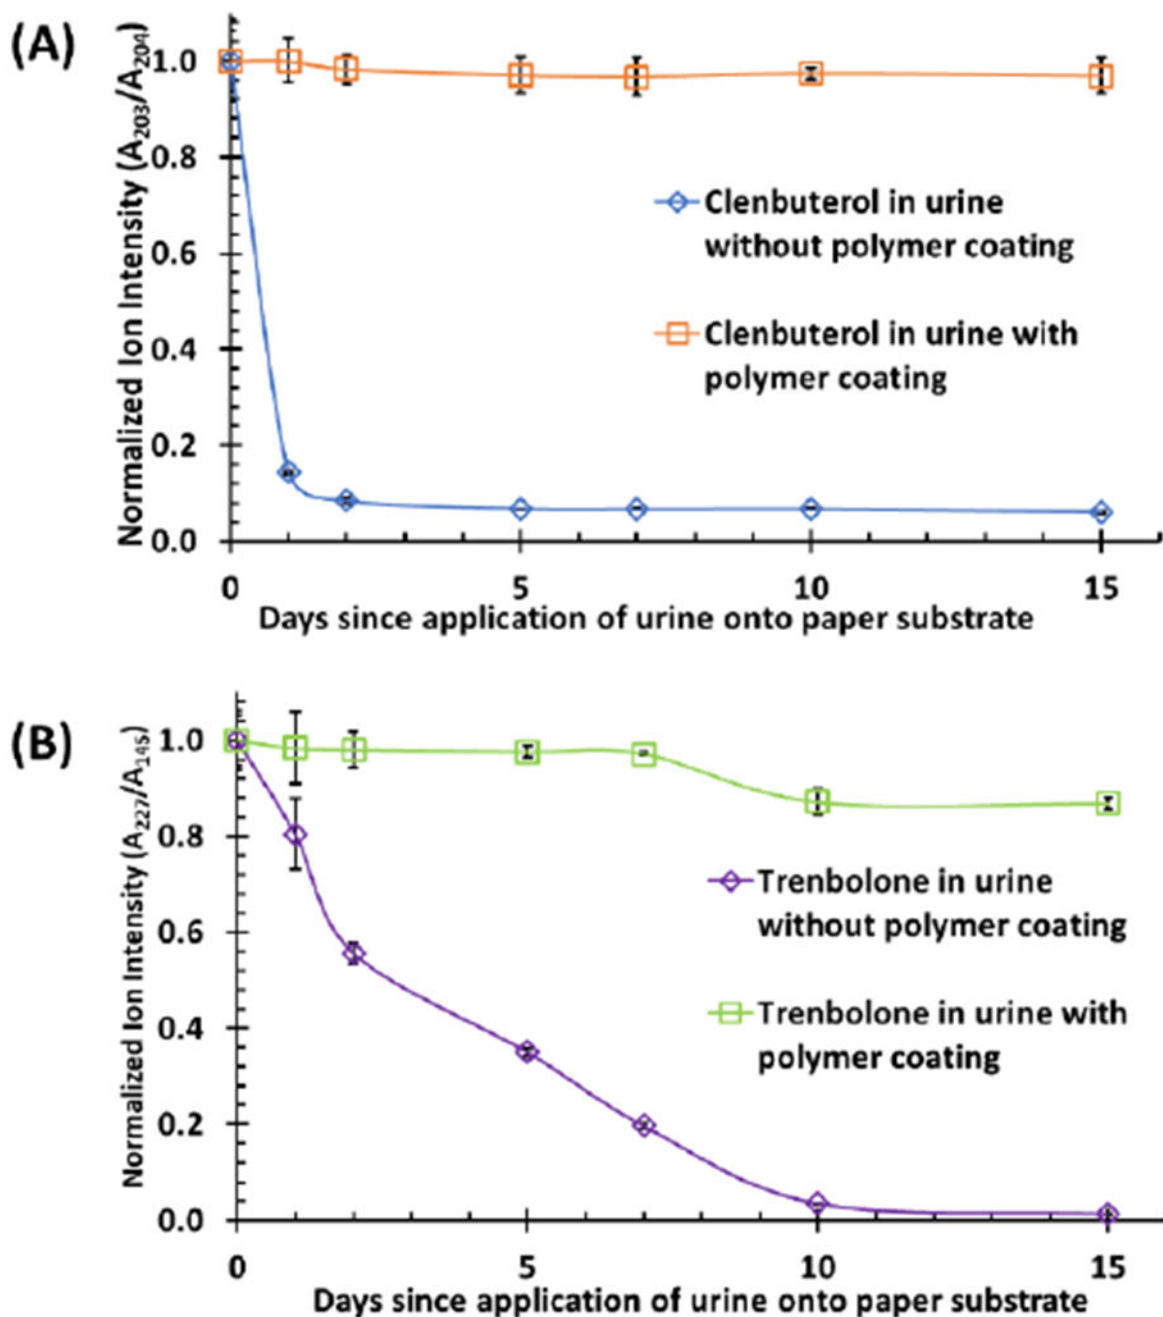 (A)
Normalized Ion Intensity (A203/A204)
1.0
0.8
0.6
0.4
0.2
0.0
Clenbuterol in urine
without polymer coating
Clenbuterol in urine with
polymer coating
0 5 10 15
Days since application of urine onto paper substrate
(B)
Normalized Ion Intensity (A227/A145)
1.0
0.8
0.6
0.4
0.2
0.0
Trenbolone in urine
without polymer coating
Trenbolone in urine with
polymer coating
0 5 10 15
Days since application of urine onto paper substrate